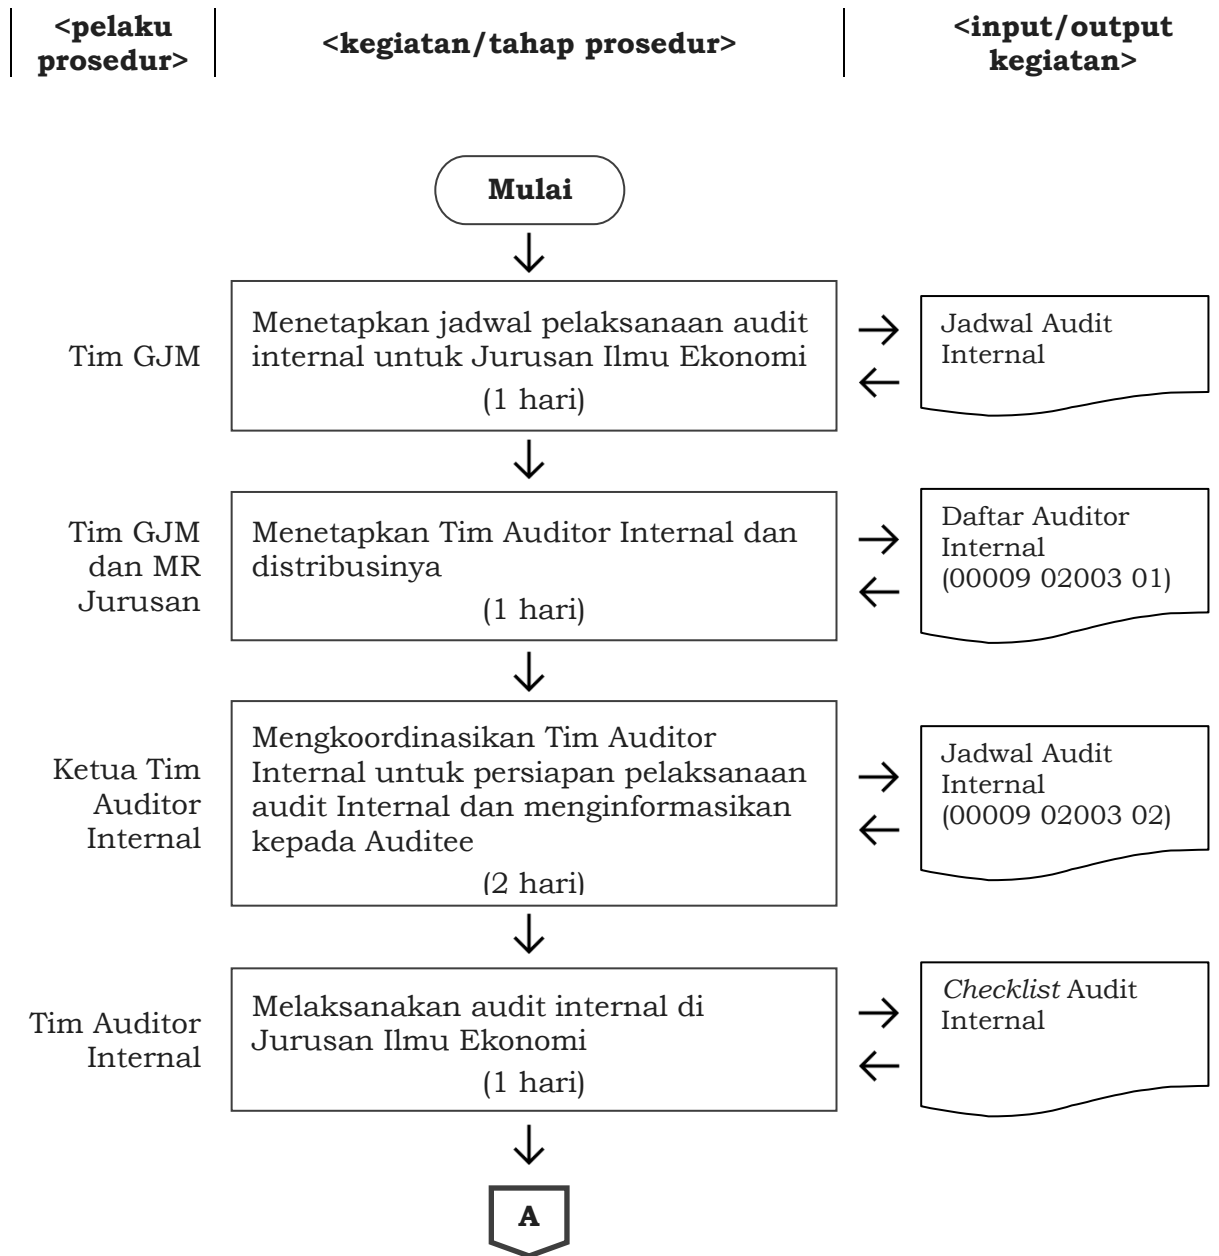 <pelaku
prosedur>
<kegiatan/tahap prosedur>
<input/output
kegiatan>
Mulai
Tim GJM
Menetapkan jadwal pelaksanaan audit
internal untuk Jurusan Ilmu Ekonomi
(1 hari)
Jadwal Audit
Internal
Tim GJM
dan MR
Jurusan
Menetapkan Tim Auditor Internal dan
distribusinya
(1 hari)
Daftar Auditor
Internal
(00009 02003 01)
Ketua Tim
Auditor
Internal
Mengkoordinasikan Tim Auditor
Internal untuk persiapan pelaksanaan
audit Internal dan menginformasikan
kepada Auditee
(2 hari)
Jadwal Audit
Internal
(00009 02003 02)
Tim Auditor
Internal
Melaksanakan audit internal di
Jurusan Ilmu Ekonomi
(1 hari)
Checklist Audit
Internal
A